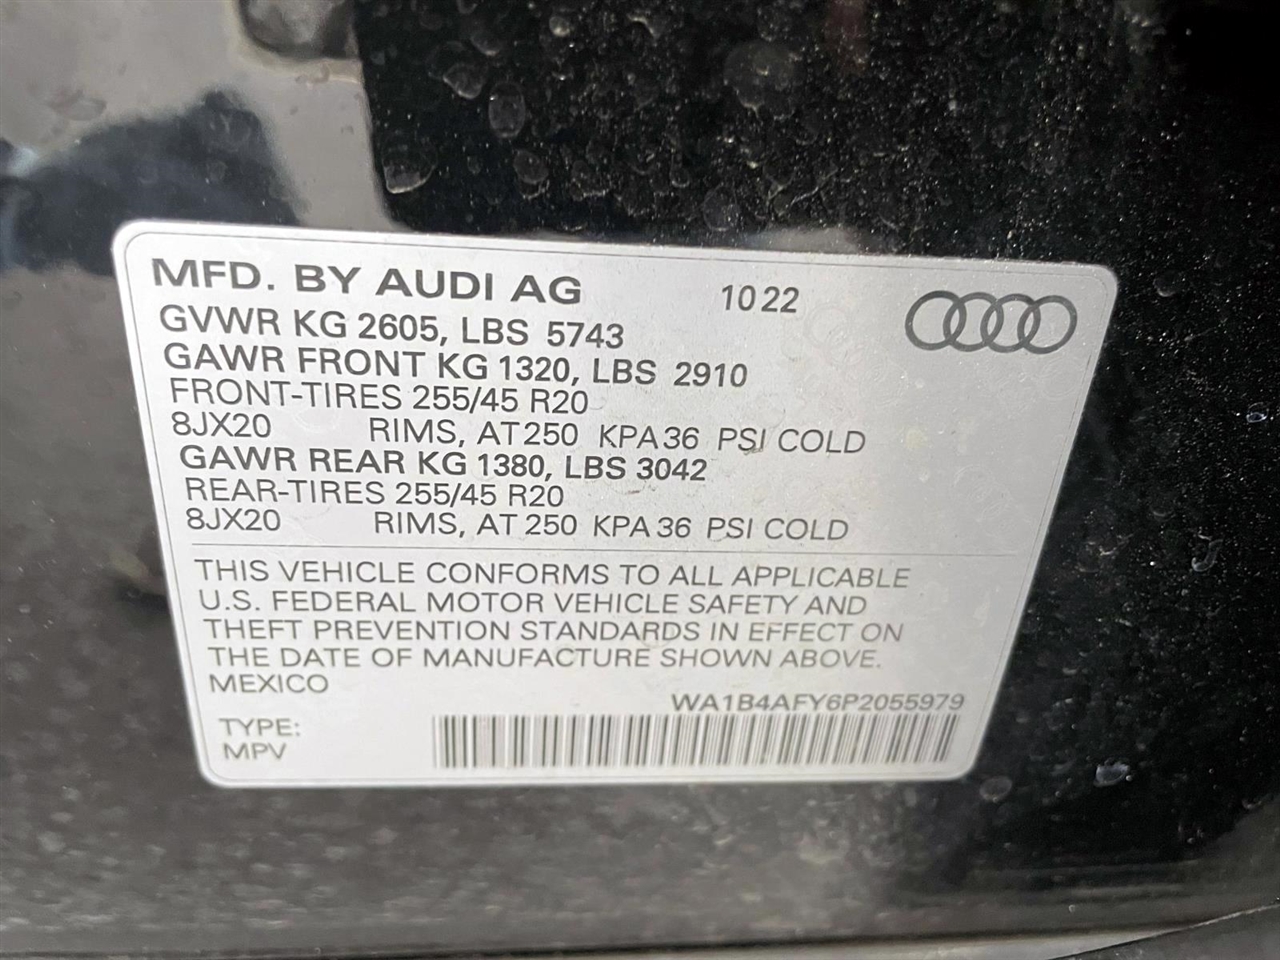 MFD. BY AUDI AG 10 22
GVWR KG 2605, LBS 5743
GAWR FRONT KG 1320, LBS 2910
FRONT-TIRES 255/45 R20
8JX20 RIMS, AT 250 KPA 36 PSI COLD
GAWR REAR KG 1380, LBS 3042
REAR-TIRES 255/45 R20
8JX20 RIMS, AT 250 KPA 36 PSI COLD
THIS VEHICLE CONFORMS TO ALL APPLICABLE
U.S. FEDERAL MOTOR VEHICLE SAFETY AND
THEFT PREVENTION STANDARDS IN EFFECT ON
THE DATE OF MANUFACTURE SHOWN ABOVE.
MEXICO
WA1B4AFY6P2055979
TYPE:
MPV